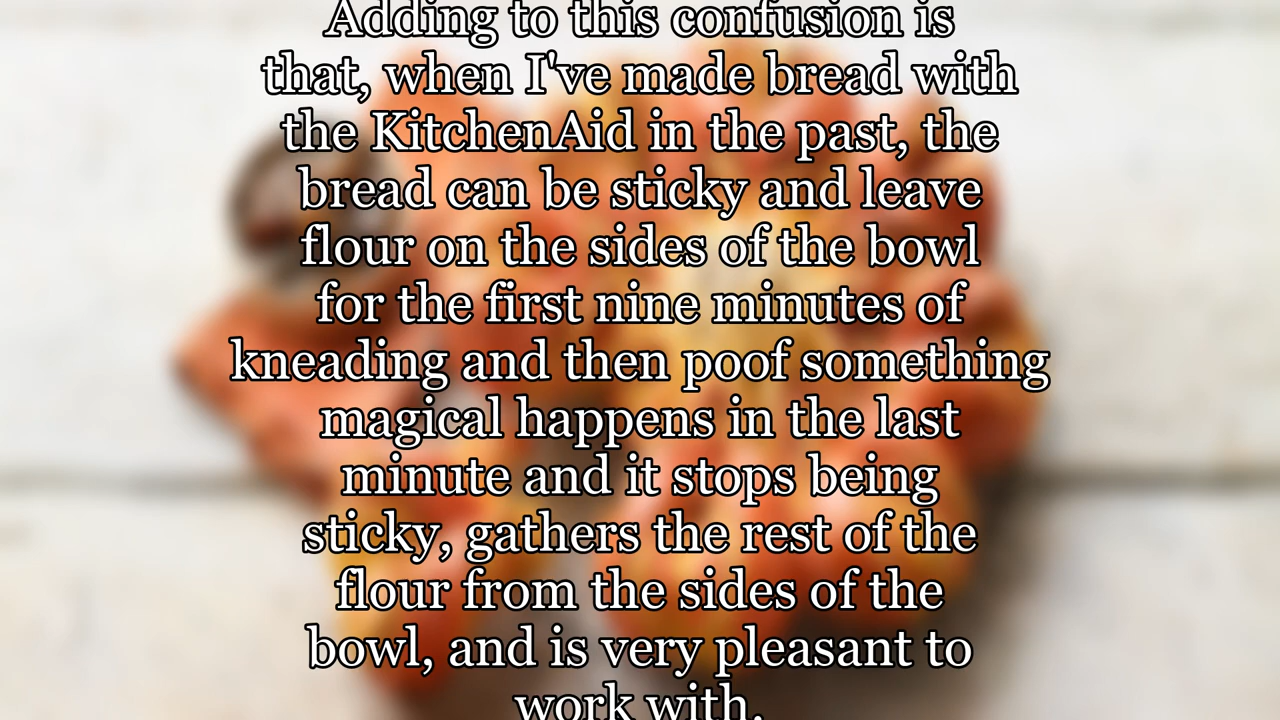 Adding to this confusion is
that, when I've made bread with
the KitchenAid in the past, the
bread can be sticky and leave
flour on the sides of the bowl
for the first nine minutes of
kneading and then poof something
magical happens in the last
minute and it stops being
sticky, gathers the rest of the
flour from the sides of the
bowl, and is very pleasant to
work with.